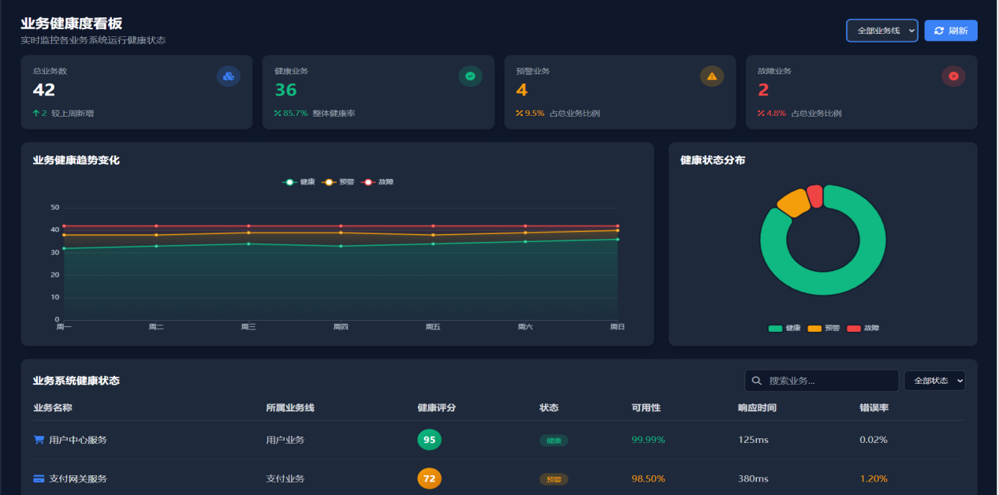 业务健康度看板
实时监控各业务系统运行健康状态
全部业务线
刷新
总业务数
42
2 较上周新增
健康业务
36
85.7% 整体健康率
预警业务
4
9.5% 占总业务比例
故障业务
2
4.8% 占总业务比例
业务健康趋势变化
健康 预警 故障
50
40
30
20
10
0
周一 周二 周三 周四 周五 周六 周日
健康状态分布
健康 预警 故障
业务系统健康状态
搜索业务...
全部状态
业务名称 所属业务线 健康评分 状态 可用性 响应时间 错误率
用户中心服务 用户业务 95 健康 99.99% 125ms 0.02%
支付网关服务 支付业务 72 预警 98.50% 380ms 1.20%